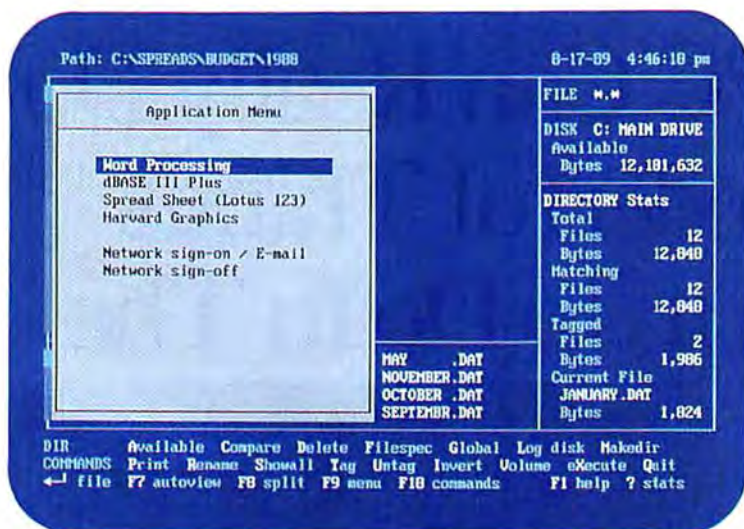 Path: C:\SPREADS\BUDGET\1988
8-17-89 4:46:10 pm
Application Menu
Word Processing
dBASE III Plus
Spread Sheet (Lotus 123)
Harvard Graphics
Network sign-on / E-mail
Network sign-off
MAY .DAT
NOVEMBER.DAT
OCTOBER .DAT
SEPTEMBR.DAT
FILE *.*
DISK C: MAIN DRIVE
Available
Bytes 12,101,632
DIRECTORY Stats
Total
Files 12
Bytes 12,040
Matching
Files 12
Bytes 12,040
Tagged
Files 2
Bytes 1,986
Current File
JANUARY.DAT
Bytes 1,024
DIR Available Compare Delete Filespec Global Log disk Makedir
COMMANDS Print Rename Showall Tag Untag Invert Volume eXecute Quit
↵ file F7 autoview F8 split F9 menu F10 commands F1 help ? stats